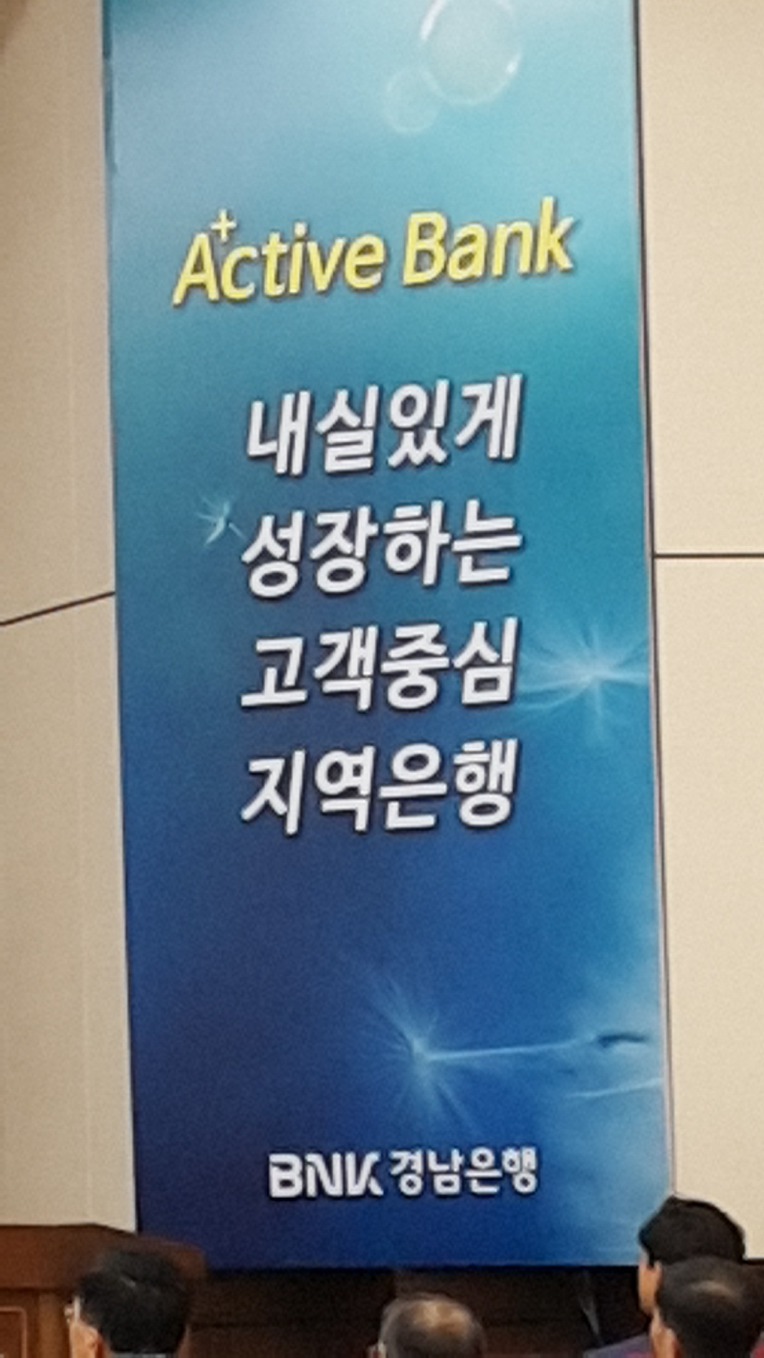 A+ctive Bank
내실있게
성장하는
고객중심
지역은행
BNK 경남은행